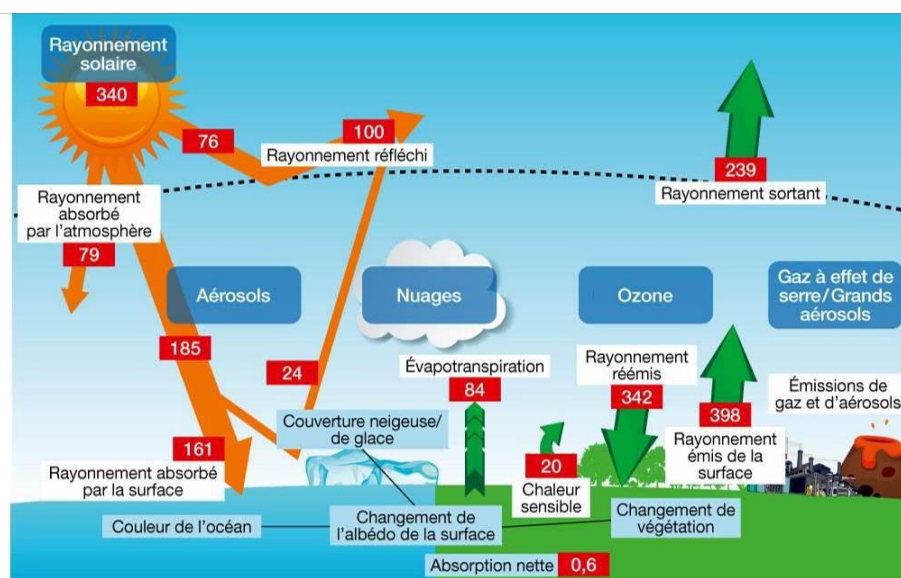 Rayonnement
solaire
340
76
100
Rayonnement réfléchi
239
Rayonnement sortant
Rayonnement
absorbé
par l'atmosphère
79
Aérosols
Nuages
Ozone
Gaz à effet de
serre/Grands
aérosols
185
24
Évapotranspiration
84
Rayonnement
réémis
342
398
Rayonnement
émis de la
surface
Émissions de
gaz et d'aérosols
Couverture neigeuse/
de glace
161
Rayonnement absorbé
par la surface
20
Chaleur
sensible
Couleur de l'océan
Changement de
l'albédo de la surface
Changement de
végétation
Absorption nette 0,6